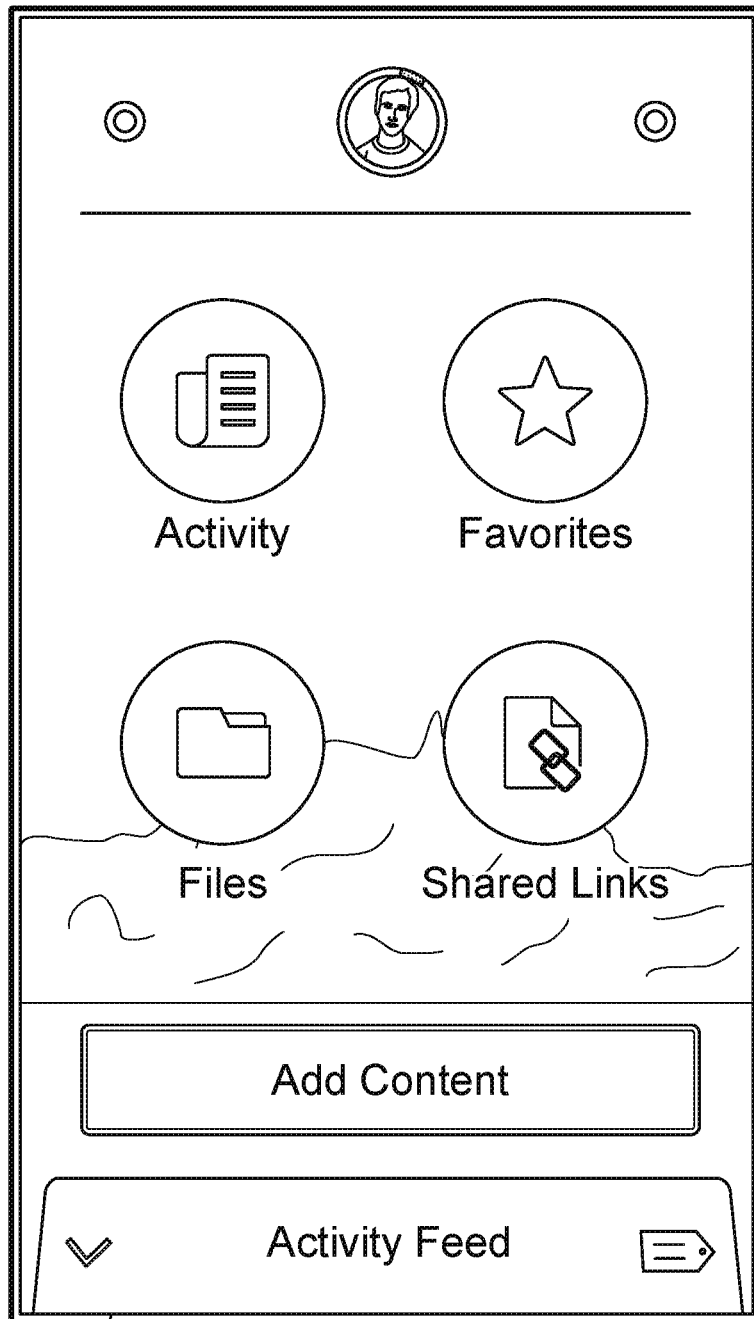 Activity
Favorites
Files
Shared Links
Add Content
Activity Feed